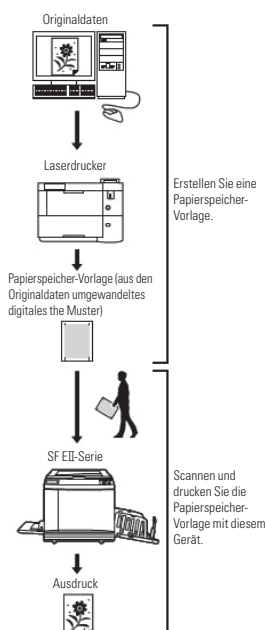 Originaldaten
Laserdrucker
Erstellen Sie eine
Papierspeicher-
Vorlage.
Papierspeicher-Vorlage (aus den
Originaldaten umgewandeltes
digitales the Muster)
SF EII-Serie
Scannen und
drucken Sie die
Papierspeicher-
Vorlage mit diesem
Gerät.
Ausdruck